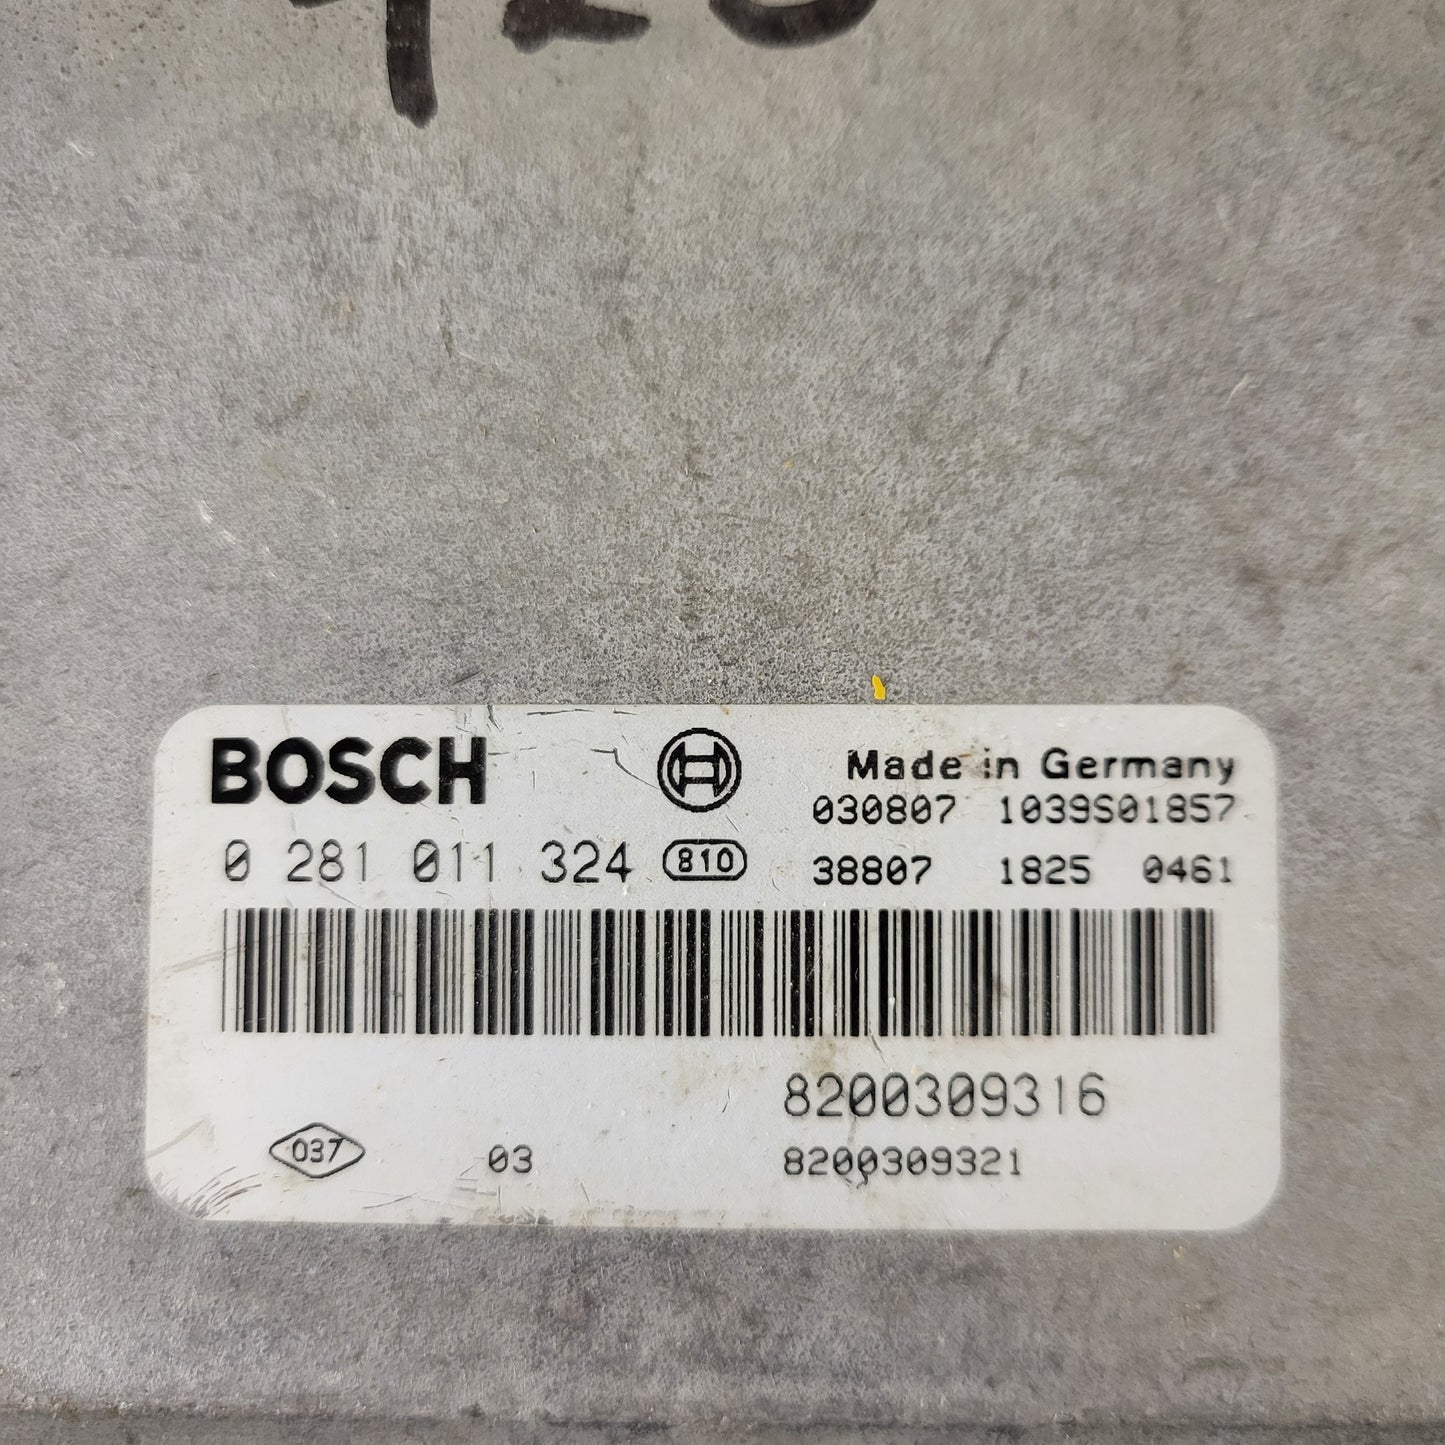 BOSCH
Made in Germany
030807 1039S01857
0 281 011 324 810
38807 1825 0461
8200309316
037 03 8200309321